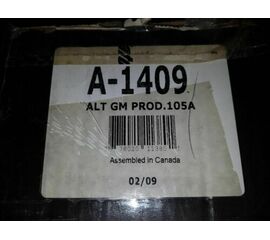 A-1409
ALT GM PROD.105A
Assembled in Canada
02/09